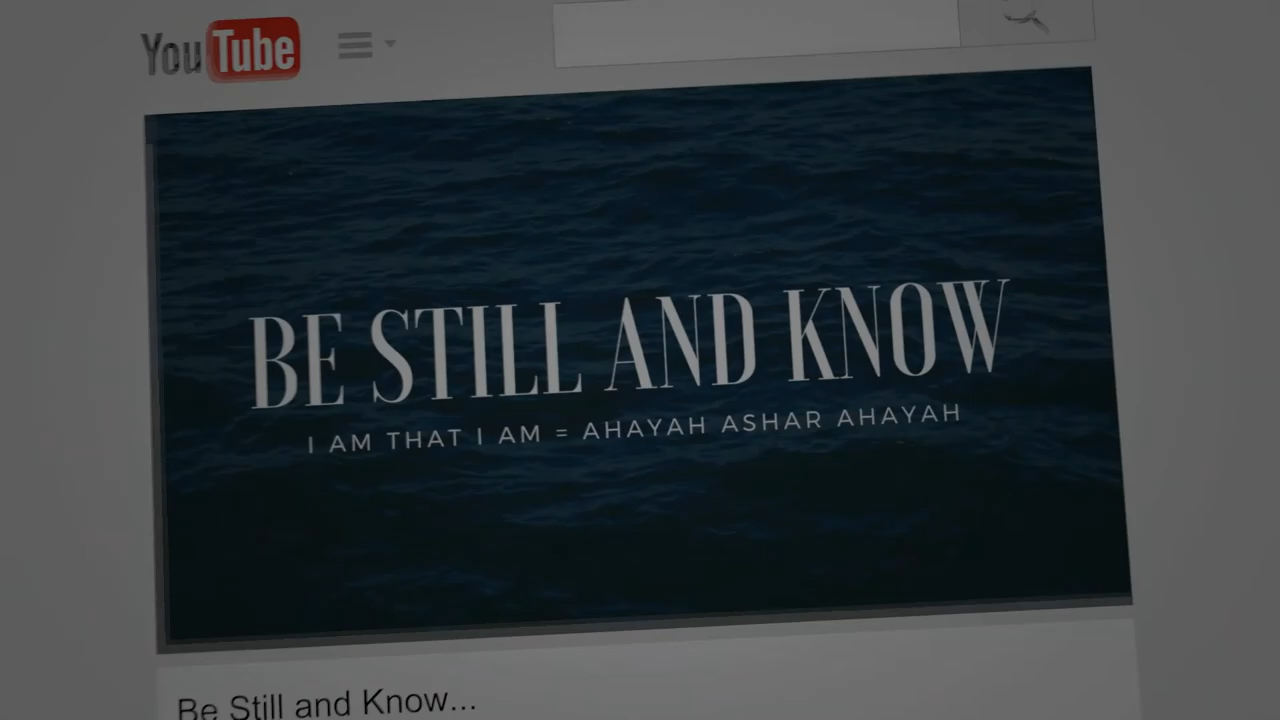 YouTube
BE STILL AND KNOW
I AM THAT I AM = AHAYAH ASHAR AHAYAH
Be Still and Know...